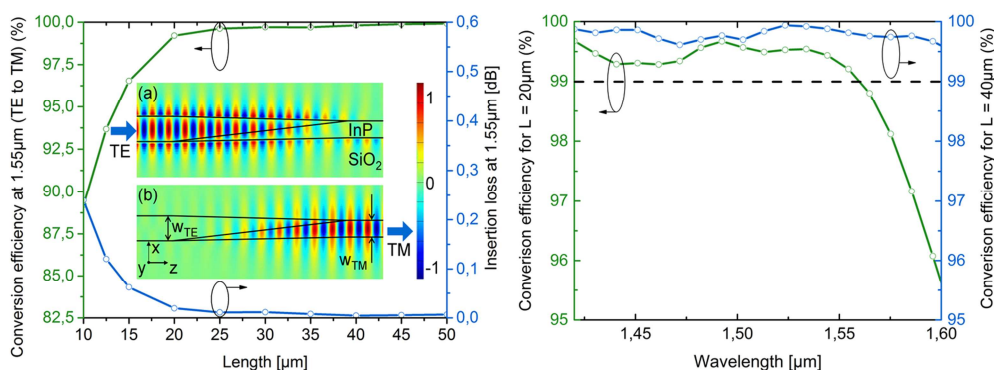 Conversion efficiency at 1.55μm (TE to TM) (%)
100,0
97,5
95,0
92,5
90,0
87,5
85,0
82,5
10 15 20 25 30 35 40 45 50
Length [μm]
0,6
0,5
0,4
0,3
0,2
0,1
0,0
Insertion loss at 1.55μm [dB]
(a)
TE
InP
SiO2
(b)
wTE
x
y z
wTM
TM
1
0
-1
Converison efficiency for L = 20μm (%)
100
99
98
97
96
95
1,45 1,50 1,55 1,60
Wavelength [μm]
100
99
98
97
96
95
Converison efficiency for L = 40μm (%)